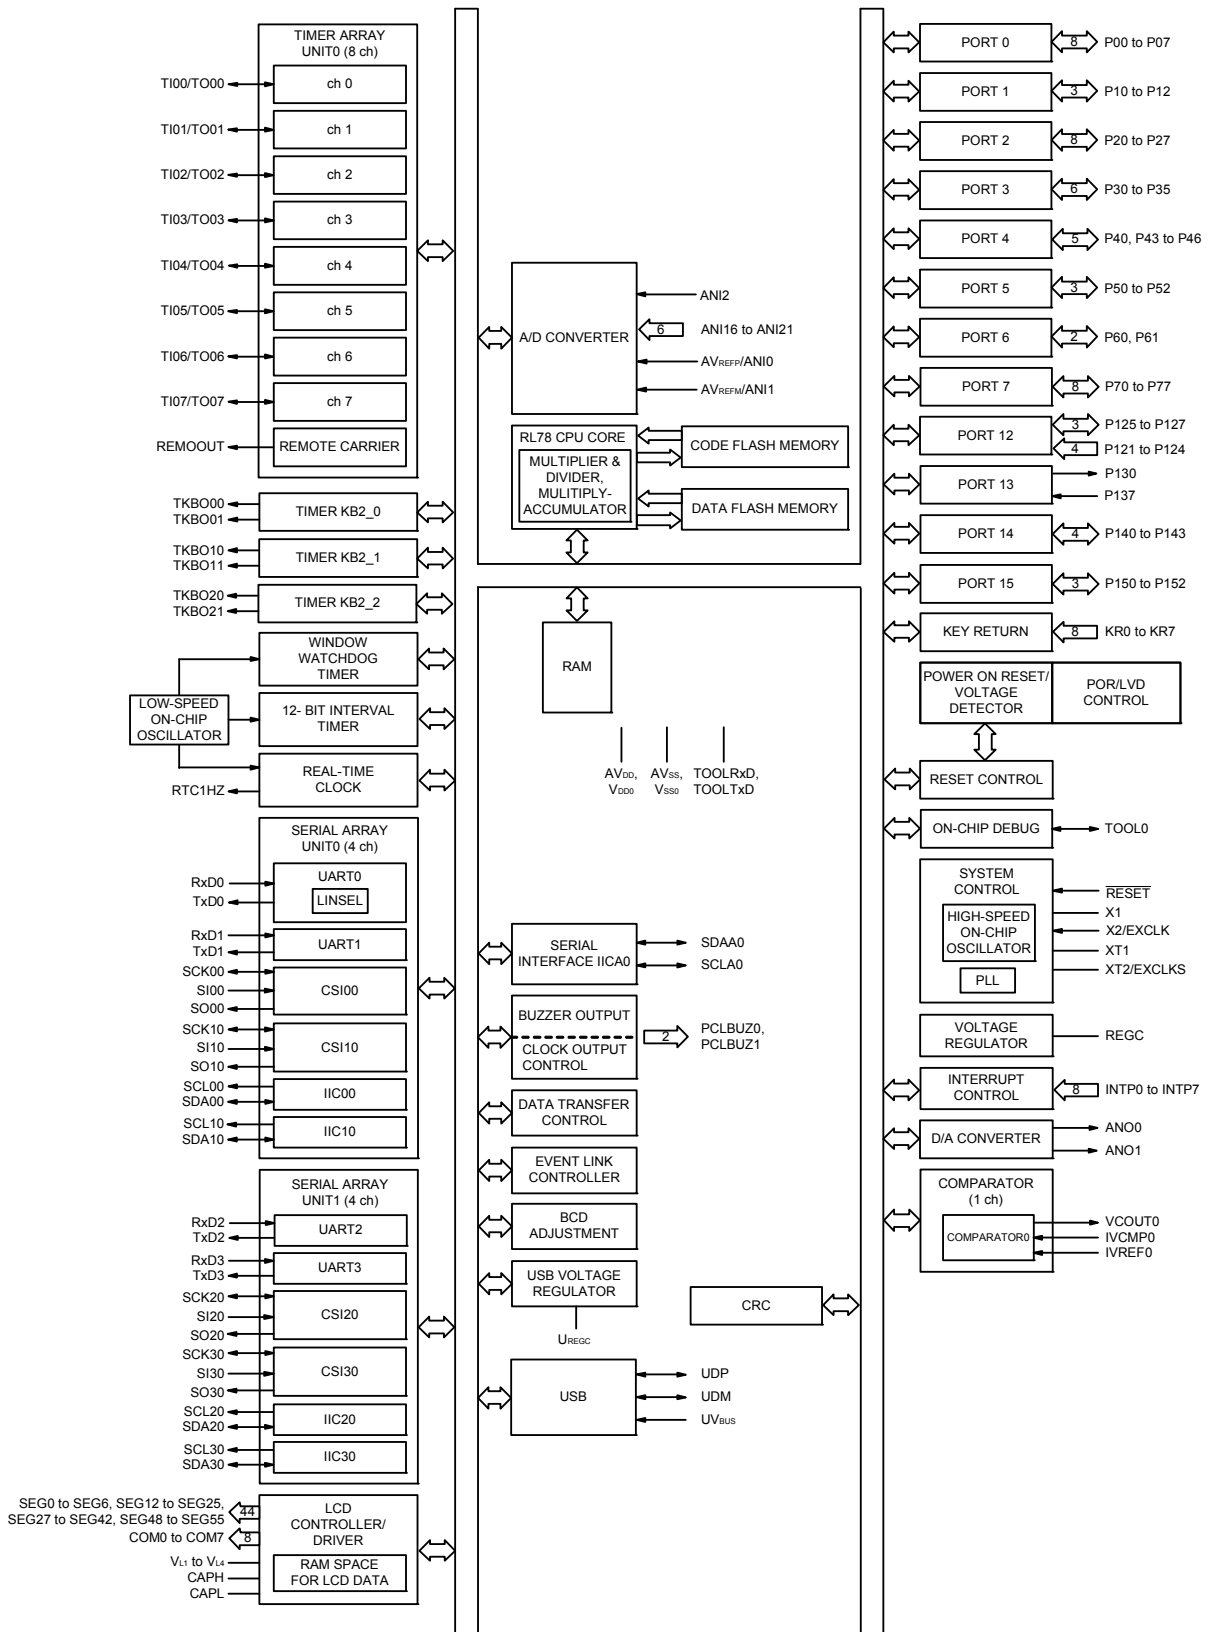 TIMER ARRAY
UNIT0 (8 ch)
TI00/TO00
ch 0
TI01/TO01
ch 1
TI02/TO02
ch 2
TI03/TO03
ch 3
TI04/TO04
ch 4
TI05/TO05
ch 5
TI06/TO06
ch 6
TI07/TO07
ch 7
REMOOUT
REMOTE CARRIER
TKBO00
TKBO01
TIMER KB2_0
TKBO10
TKBO11
TIMER KB2_1
TKBO20
TKBO21
TIMER KB2_2
WINDOW
WATCHDOG
TIMER
LOW-SPEED
ON-CHIP
OSCILLATOR
12- BIT INTERVAL
TIMER
REAL-TIME
CLOCK
RTC1HZ
SERIAL ARRAY
UNIT0 (4 ch)
RxD0
TxD0
UART0
LINSEL
RxD1
TxD1
UART1
SCK00
SI00
SO00
CSI00
SCK10
SI10
SO10
CSI10
SCL00
SDA00
IIC00
SCL10
SDA10
IIC10
SERIAL ARRAY
UNIT1 (4 ch)
RxD2
TxD2
UART2
RxD3
TxD3
UART3
SCK20
SI20
SO20
CSI20
SCK30
SI30
SO30
CSI30
SCL20
SDA20
IIC20
SCL30
SDA30
IIC30
SEG0 to SEG6, SEG12 to SEG25,
SEG27 to SEG42, SEG48 to SEG55
44
COM0 to COM7
8
VL1 to VL4
CAPH
CAPL
LCD
CONTROLLER/
DRIVER
RAM SPACE
FOR LCD DATA
A/D CONVERTER
ANI2
6
ANI16 to ANI21
AVREFP/ANI0
AVREFM/ANI1
RL78 CPU CORE
MULTIPLIER &
DIVIDER,
MULITIPLY-
ACCUMULATOR
CODE FLASH MEMORY
DATA FLASH MEMORY
RAM
AVDD,
VDD0
AVSS,
VSS0
TOOLRxD,
TOOLTxD
SERIAL
INTERFACE IICA0
SDAA0
SCLA0
BUZZER OUTPUT
CLOCK OUTPUT
CONTROL
2
PCLBUZ0,
PCLBUZ1
DATA TRANSFER
CONTROL
EVENT LINK
CONTROLLER
BCD
ADJUSTMENT
USB VOLTAGE
REGULATOR
UREGC
CRC
USB
UDP
UDM
UVBUS
PORT 0
8
P00 to P07
PORT 1
3
P10 to P12
PORT 2
8
P20 to P27
PORT 3
6
P30 to P35
PORT 4
5
P40, P43 to P46
PORT 5
3
P50 to P52
PORT 6
2
P60, P61
PORT 7
8
P70 to P77
PORT 12
3
P125 to P127
4
P121 to P124
PORT 13
P130
P137
PORT 14
4
P140 to P143
PORT 15
3
P150 to P152
KEY RETURN
8
KR0 to KR7
POWER ON RESET/
VOLTAGE
DETECTOR
POR/LVD
CONTROL
RESET CONTROL
ON-CHIP DEBUG
TOOL0
SYSTEM
CONTROL
HIGH-SPEED
ON-CHIP
OSCILLATOR
PLL
RESET
X1
X2/EXCLK
XT1
XT2/EXCLKS
VOLTAGE
REGULATOR
REGC
INTERRUPT
CONTROL
8
INTP0 to INTP7
D/A CONVERTER
ANO0
ANO1
COMPARATOR
(1 ch)
COMPARATOR0
VCOUT0
IVCMP0
IVREF0